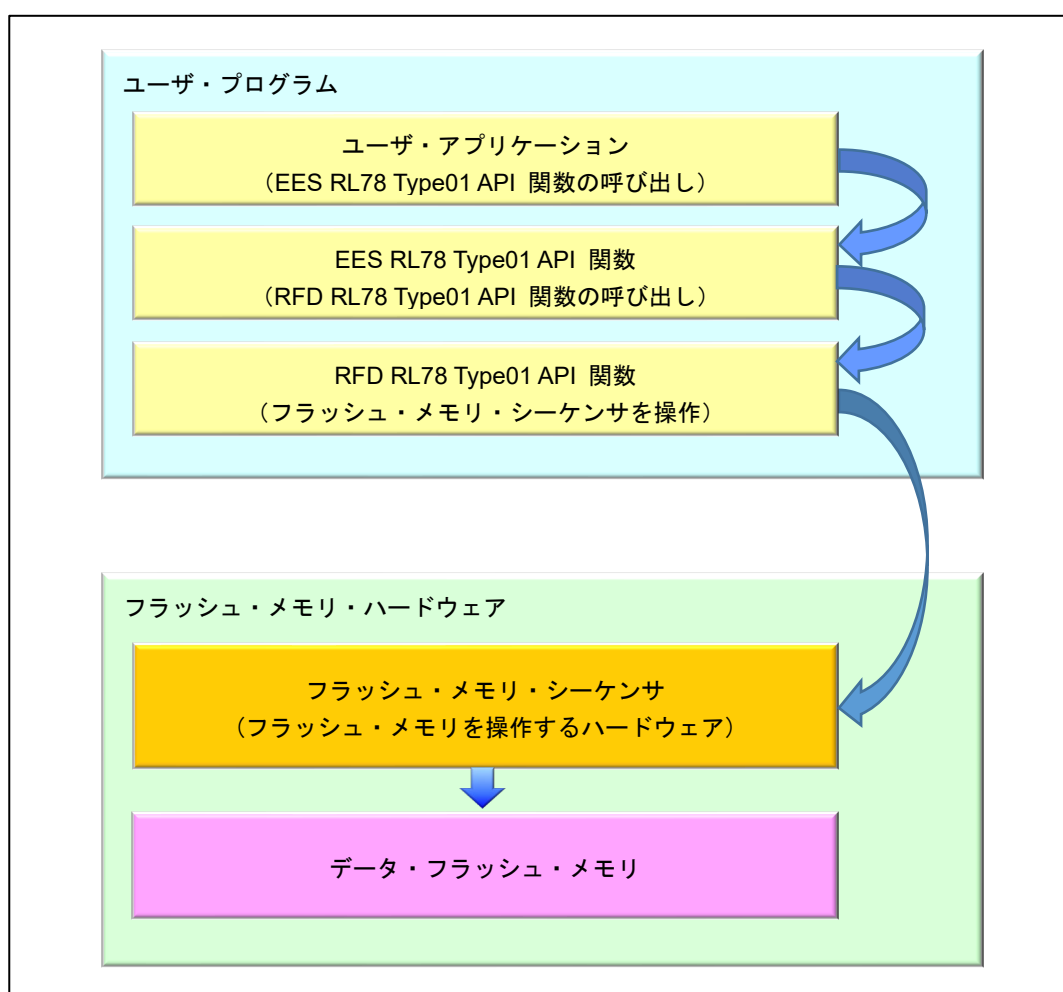 ユーザ・プログラム
ユーザ・アプリケーション
（EES RL78 Type01 API 関数の呼び出し）
EES RL78 Type01 API 関数
（RFD RL78 Type01 API 関数の呼び出し）
RFD RL78 Type01 API 関数
（フラッシュ・メモリ・シーケンサを操作）
フラッシュ・メモリ・ハードウェア
フラッシュ・メモリ・シーケンサ
（フラッシュ・メモリを操作するハードウェア）
データ・フラッシュ・メモリ